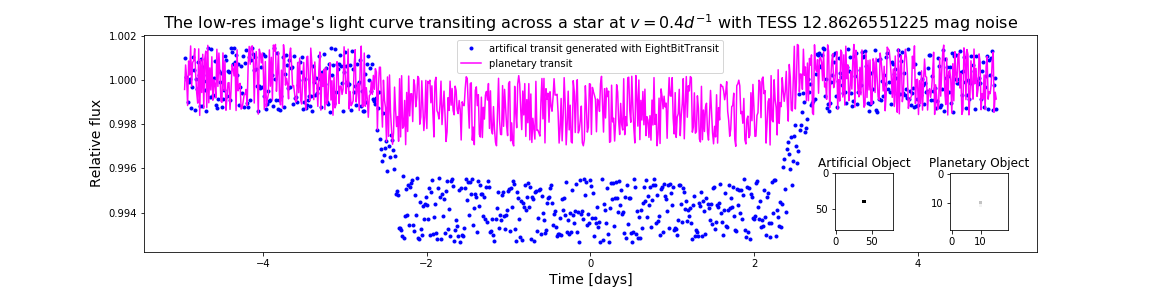 The low-res image's light curve transiting across a star at v = 0.4d⁻¹ with TESS 12.8626551225 mag noise
artifical transit generated with EightBitTransit
planetary transit
Relative flux
1.002
1.000
0.998
0.996
0.994
−4
−2
0
2
4
Time [days]
Artificial Object
0
50
0
50
Planetary Object
0
10
0
10